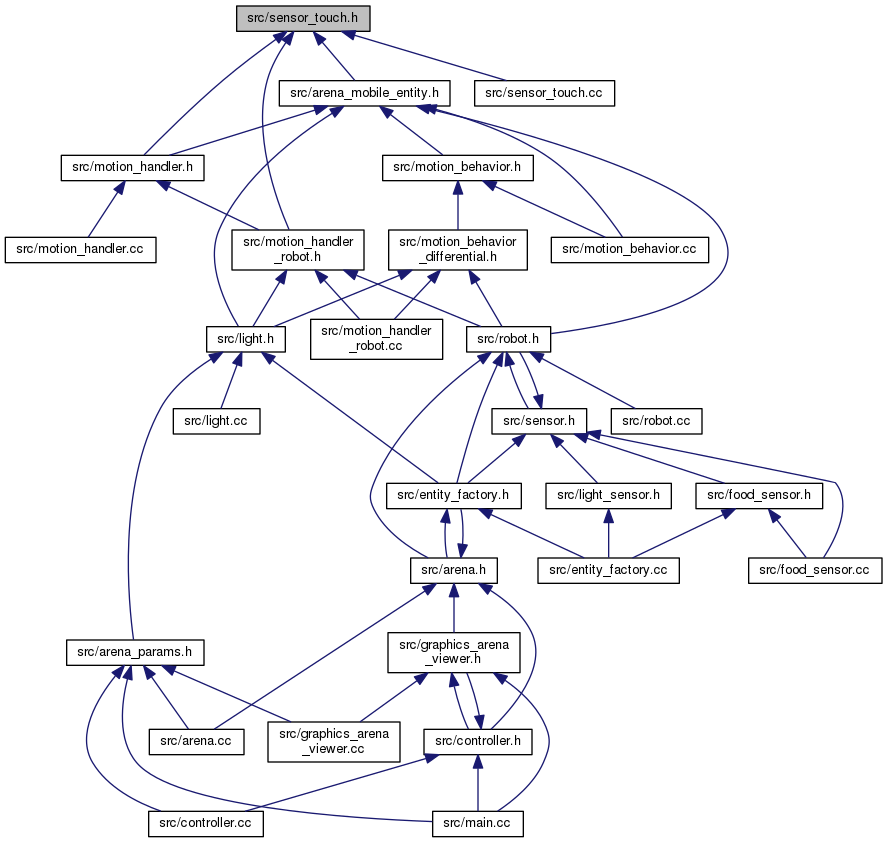 src/sensor_touch.h
src/arena_mobile_entity.h
src/sensor_touch.cc
src/motion_handler.h
src/motion_behavior.h
src/motion_handler.cc
src/motion_handler
_robot.h
src/motion_behavior
_differential.h
src/motion_behavior.cc
src/light.h
src/motion_handler
_robot.cc
src/robot.h
src/light.cc
src/sensor.h
src/robot.cc
src/entity_factory.h
src/light_sensor.h
src/food_sensor.h
src/arena.h
src/entity_factory.cc
src/food_sensor.cc
src/arena_params.h
src/graphics_arena
_viewer.h
src/arena.cc
src/graphics_arena
_viewer.cc
src/controller.h
src/controller.cc
src/main.cc